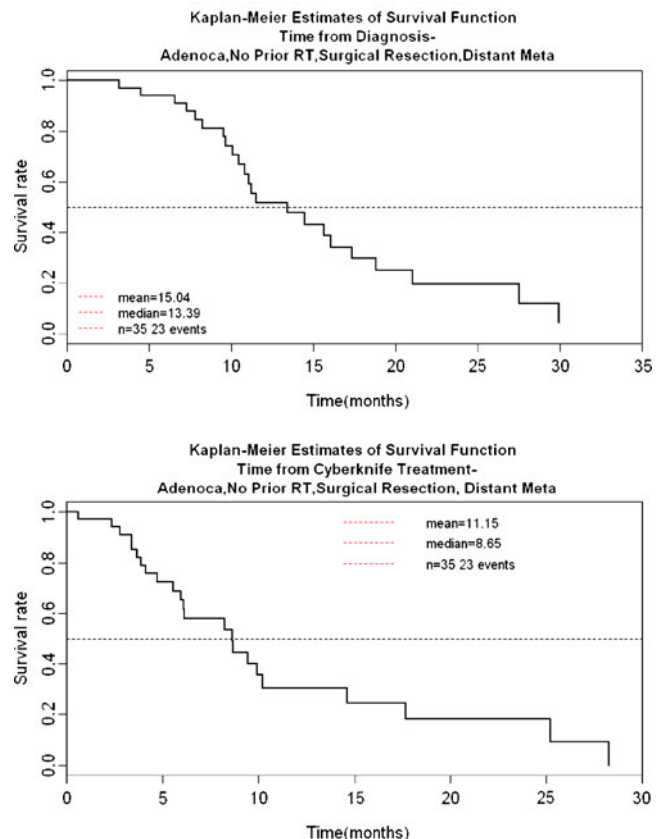 Kaplan-Meier Estimates of Survival Function
Time from Diagnosis-
Adenoca,No Prior RT,Surgical Resection,Distant Meta
Survival rate
1.0
0.8
0.6
0.4
0.2
0.0
mean=15.04
median=13.39
n=35 23 events
0 5 10 15 20 25 30 35
Time(months)
Kaplan-Meier Estimates of Survival Function
Time from Cyberknife Treatment-
Adenoca,No Prior RT,Surgical Resection, Distant Meta
Survival rate
1.0
0.8
0.6
0.4
0.2
0.0
mean=11.15
median=8.65
n=35 23 events
0 5 10 15 20 25 30
Time(months)